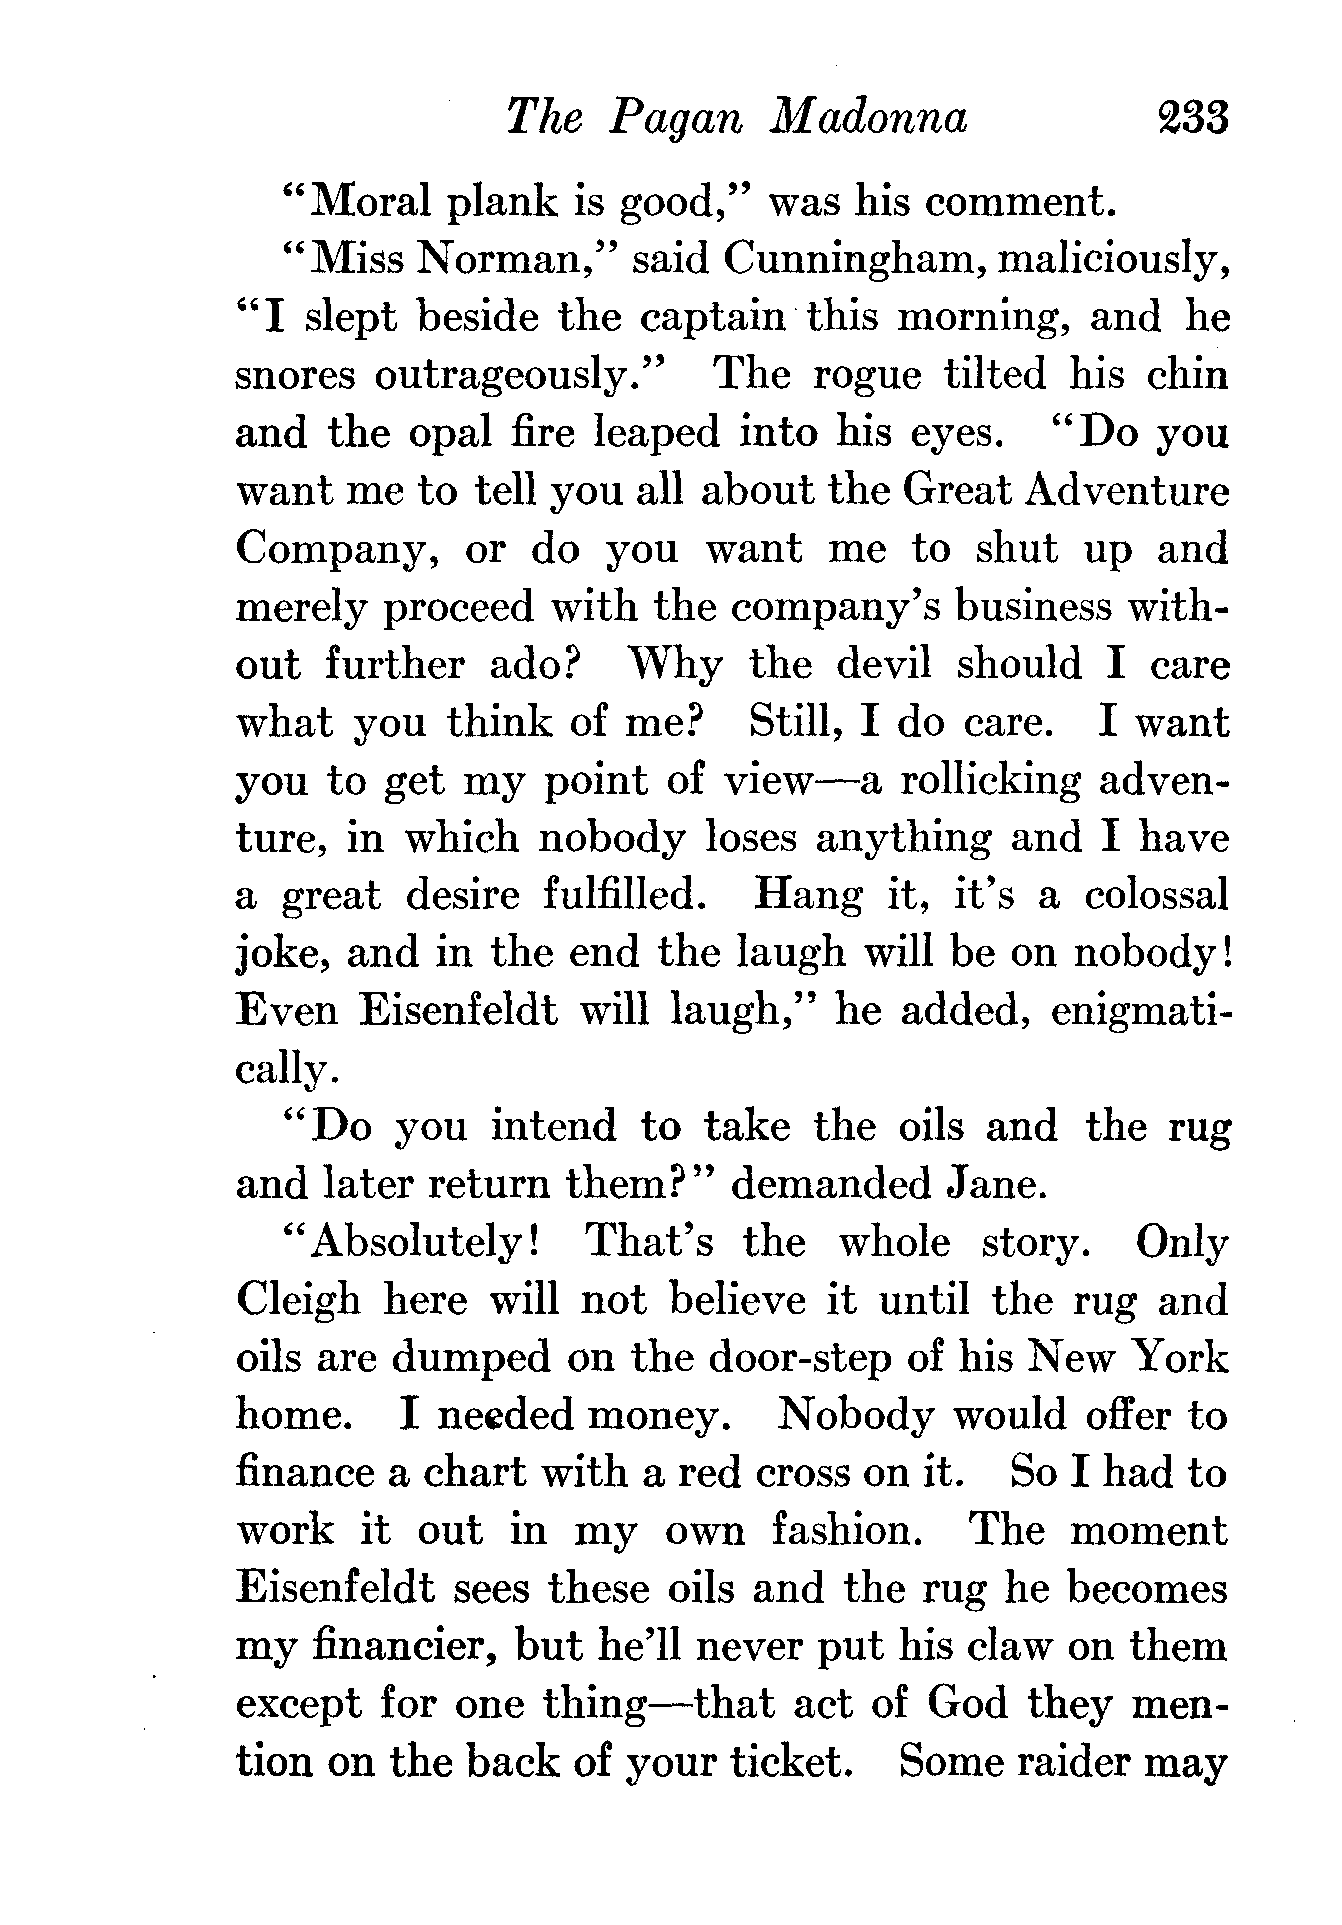 The Pagan Madonna 233
“Moral plank is good,” was his comment.
“Miss Norman,” said Cunningham, maliciously,
“I slept beside the captain this morning, and he
snores outrageously.” The rogue tilted his chin
and the opal fire leaped into his eyes. “Do you
want me to tell you all about the Great Adventure
Company, or do you want me to shut up and
merely proceed with the company’s business with-
out further ado? Why the devil should I care
what you think of me? Still, I do care. I want
you to get my point of view—a rollicking adven-
ture, in which nobody loses anything and I have
a great desire fulfilled. Hang it, it’s a colossal
joke, and in the end the laugh will be on nobody!
Even Eisenfeldt will laugh,” he added, enigmati-
cally.
“Do you intend to take the oils and the rug
and later return them?” demanded Jane.
“Absolutely! That’s the whole story. Only
Cleigh here will not believe it until the rug and
oils are dumped on the door-step of his New York
home. I needed money. Nobody would offer to
finance a chart with a red cross on it. So I had to
work it out in my own fashion. The moment
Eisenfeldt sees these oils and the rug he becomes
my financier, but he’ll never put his claw on them
except for one thing—that act of God they men-
tion on the back of your ticket. Some raider may